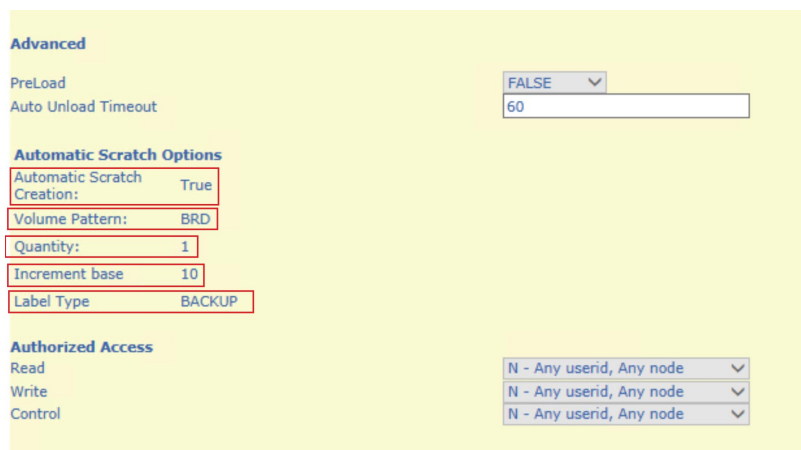 Advanced
PreLoad FALSE
Auto Unload Timeout 60
Automatic Scratch Options
Automatic Scratch
Creation: True
Volume Pattern: BRD
Quantity: 1
Increment base 10
Label Type BACKUP
Authorized Access
Read N - Any userid, Any node
Write N - Any userid, Any node
Control N - Any userid, Any node